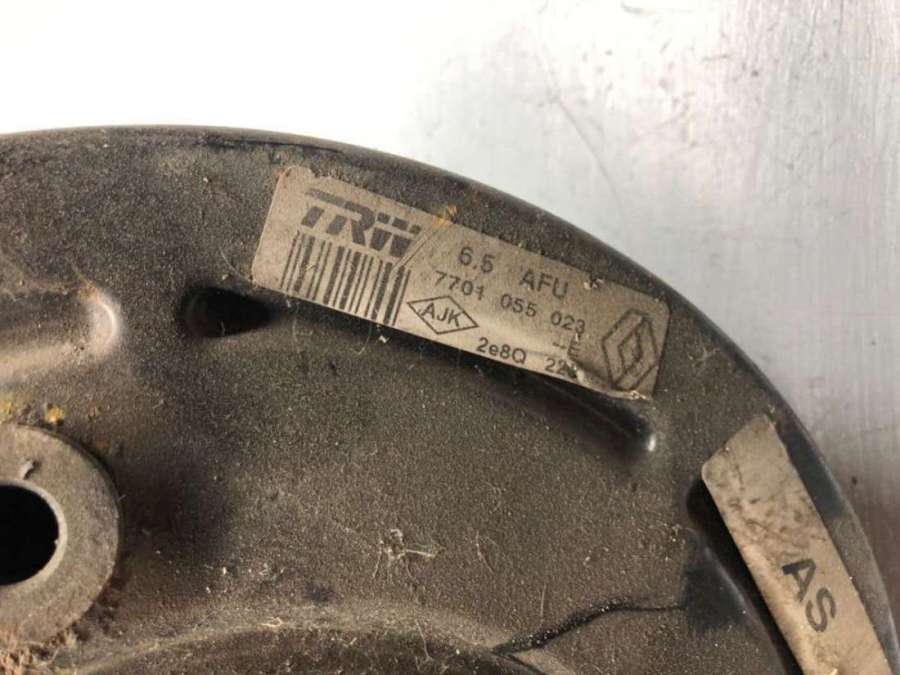 TRW
6.5 AFU
7701 055 023
AJK
2e8Q
AS